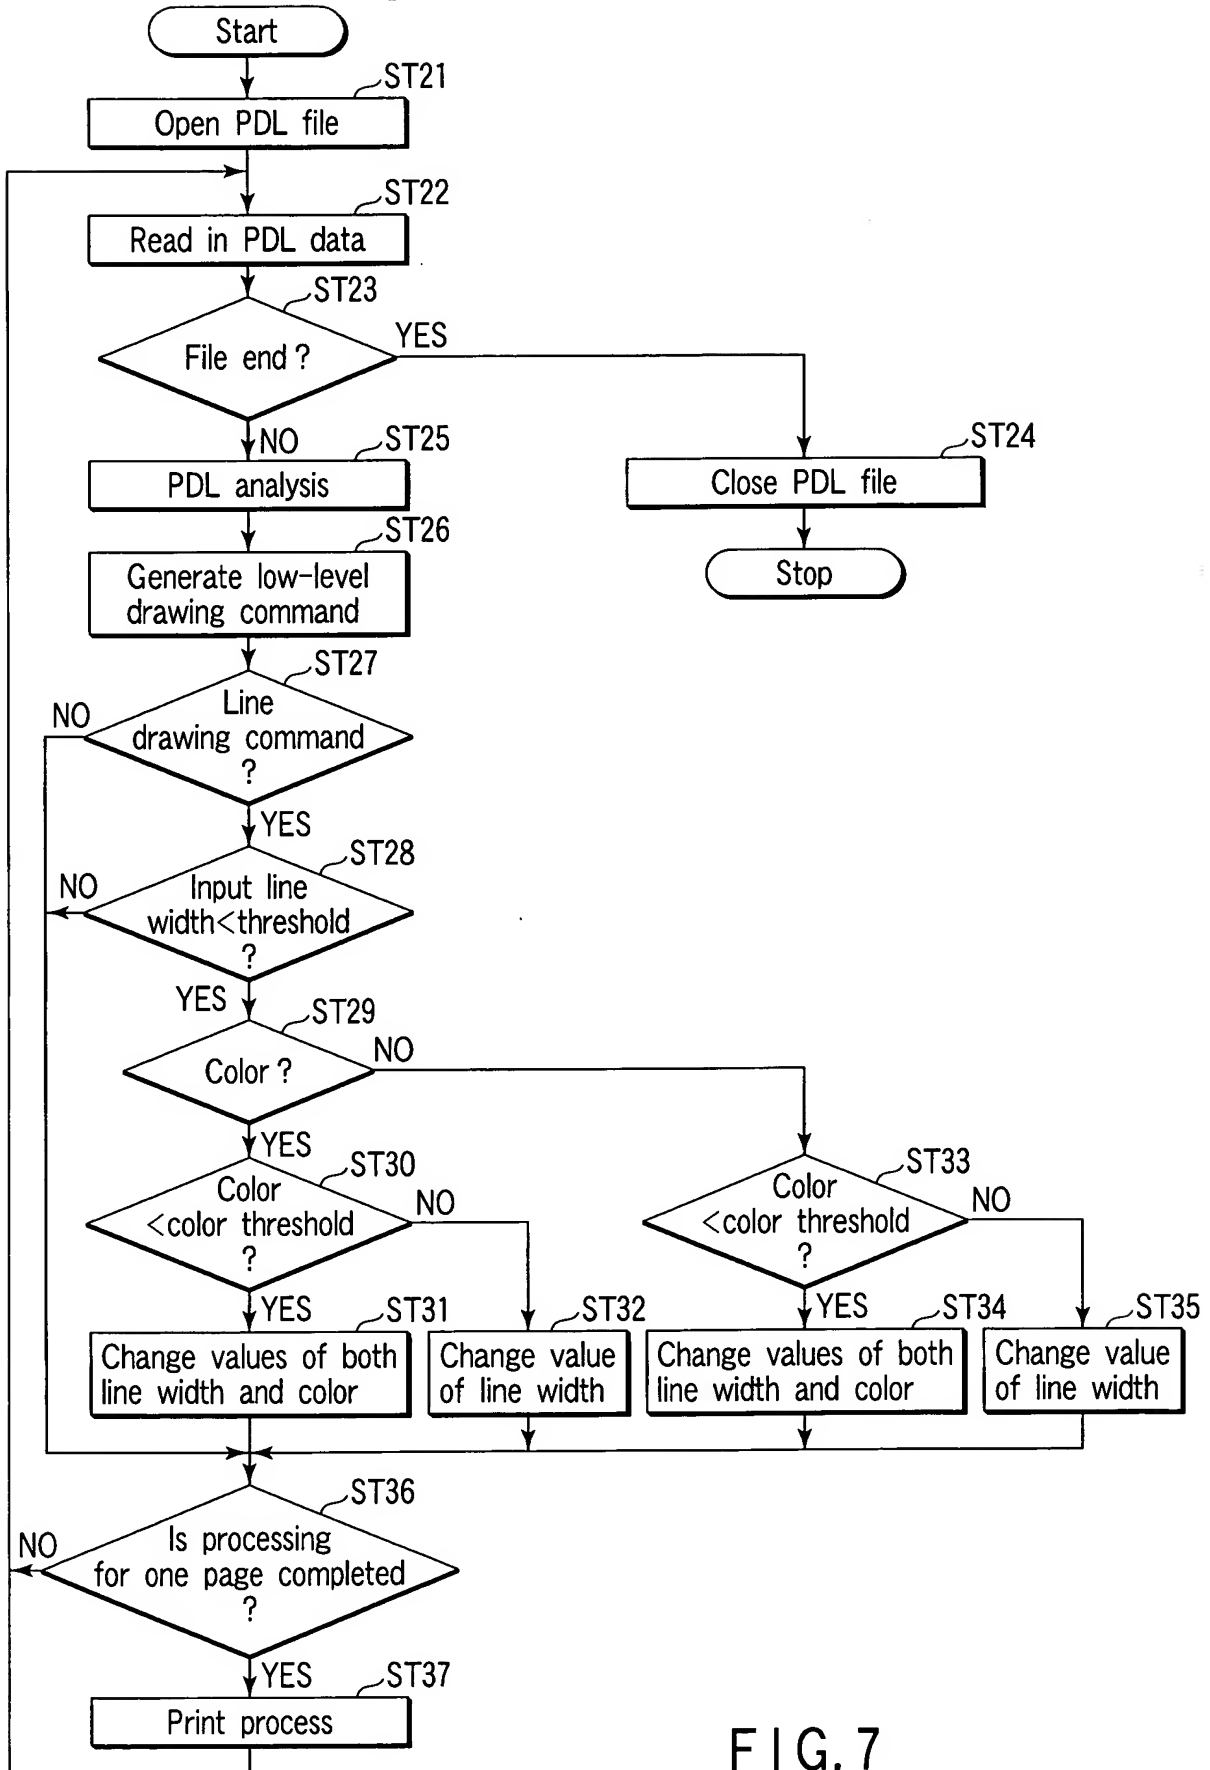 Start
ST21
Open PDL file
ST22
Read in PDL data
ST23
File end ?
YES
NO
ST25
PDL analysis
ST24
Close PDL file
Stop
ST26
Generate low-level
drawing command
ST27
Line
drawing command
?
NO
YES
ST28
Input line
width<threshold
?
NO
YES
ST29
Color ?
NO
YES
ST30
Color
<color threshold
?
NO
YES
ST33
Color
<color threshold
?
NO
YES
ST31
Change values of both
line width and color
ST32
Change value
of line width
ST34
Change values of both
line width and color
ST35
Change value
of line width
ST36
Is processing
for one page completed
?
NO
YES
ST37
Print process
FIG. 7